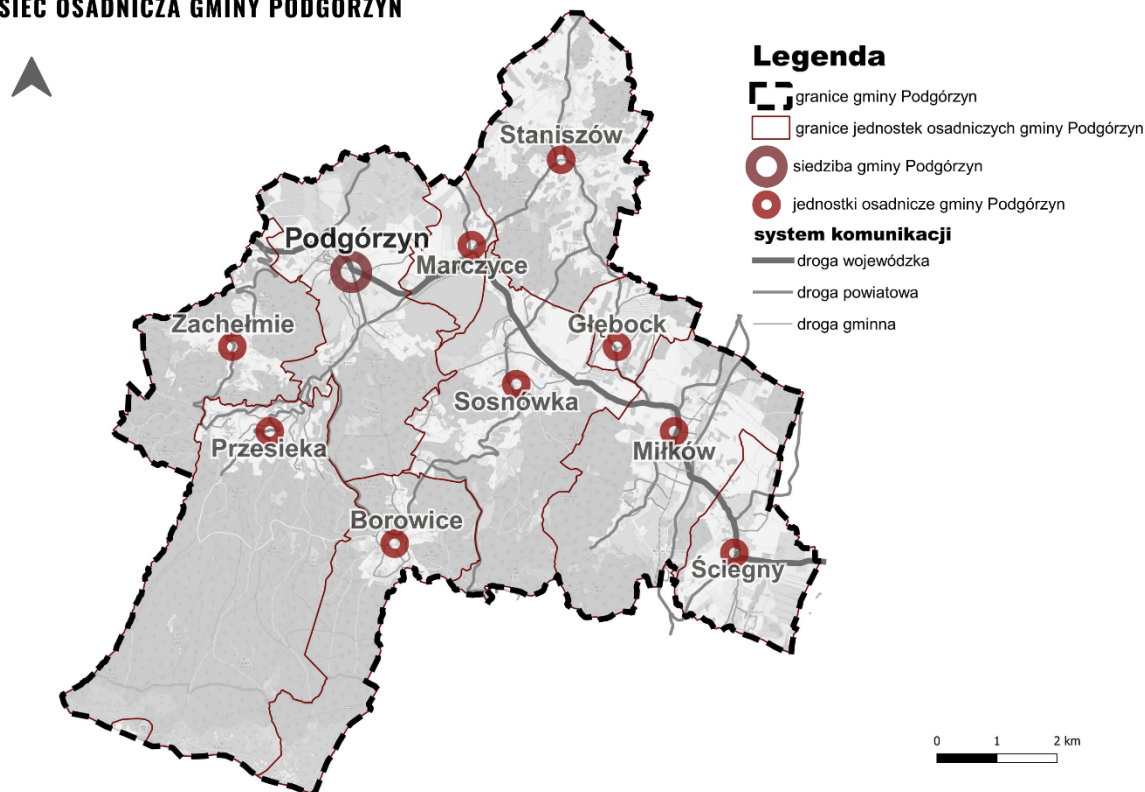 SIEĆ OSADNICZA GMINY PODGÓRZYN
Legenda
granice gminy Podgórzyn
granice jednostek osadniczych gminy Podgórzyn
siedziba gminy Podgórzyn
jednostki osadnicze gminy Podgórzyn
system komunikacji
droga wojewódzka
droga powiatowa
droga gminna
Staniszów
Podgórzyn
Marczyce
Zachełmie
Głębock
Sosnówka
Przesieka
Miłków
Borowice
Ściegny
0 1 2 km